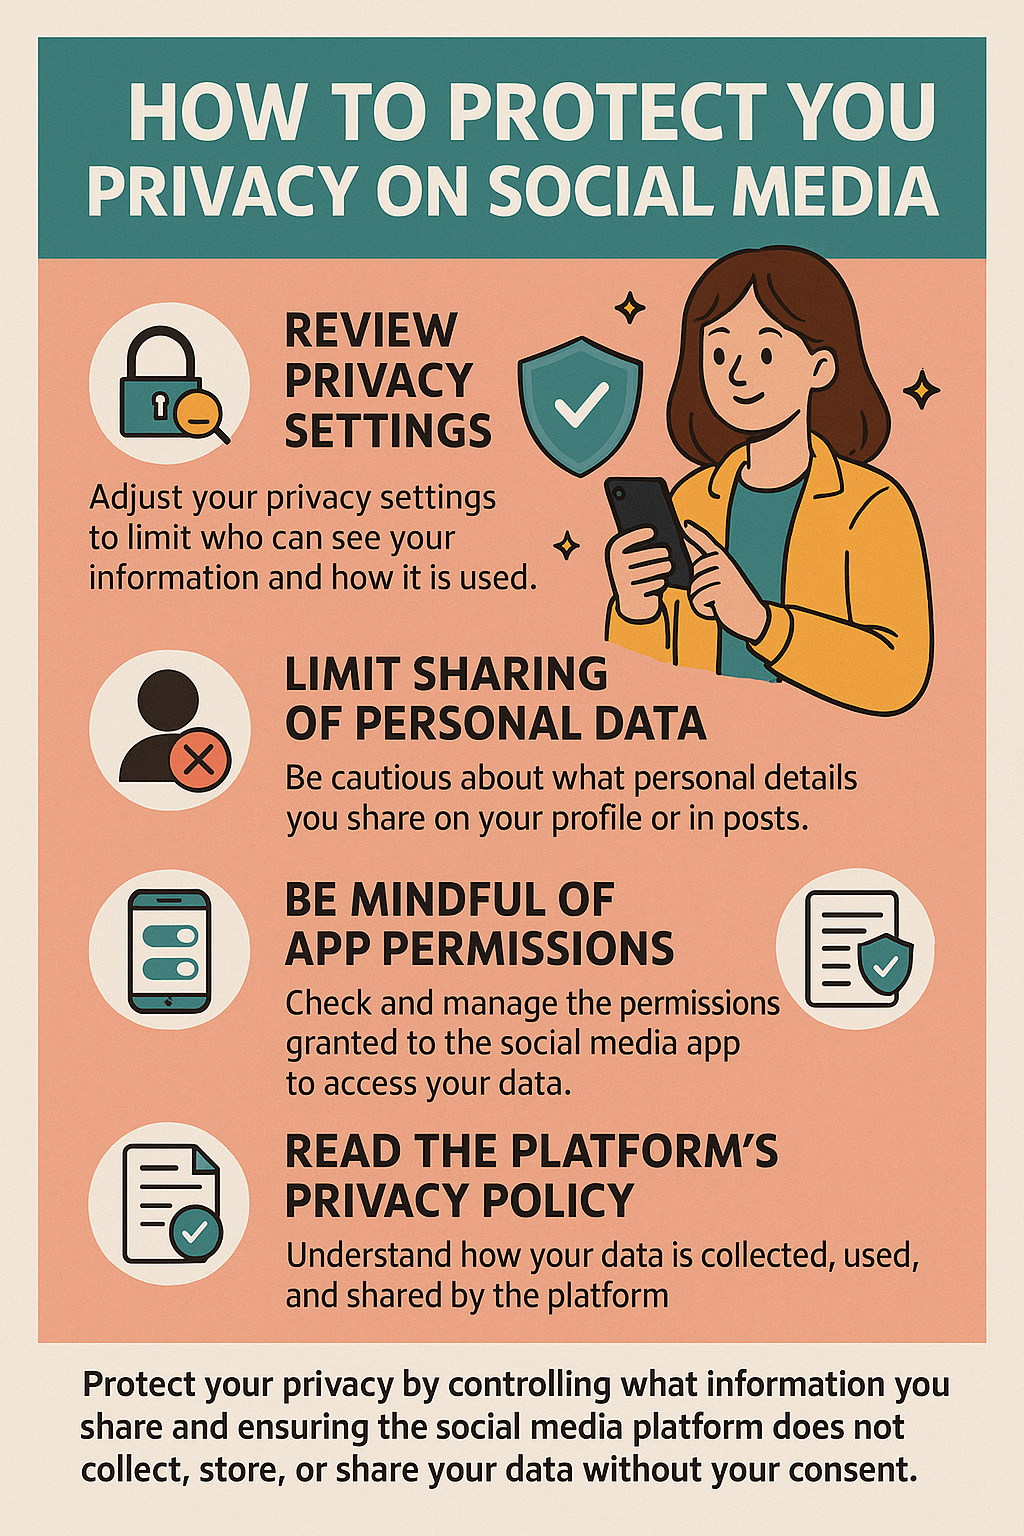 HOW TO PROTECT YOU
PRIVACY ON SOCIAL MEDIA
REVIEW
PRIVACY
SETTINGS
Adjust your privacy settings
to limit who can see your
information and how it is used.
LIMIT SHARING
OF PERSONAL DATA
Be cautious about what personal details
you share on your profile or in posts.
BE MINDFUL OF
APP PERMISSIONS
Check and manage the permissions
granted to the social media app
to access your data.
READ THE PLATFORM'S
PRIVACY POLICY
Understand how your data is collected, used,
and shared by the platform
Protect your privacy by controlling what information you
share and ensuring the social media platform does not
collect, store, or share your data without your consent.